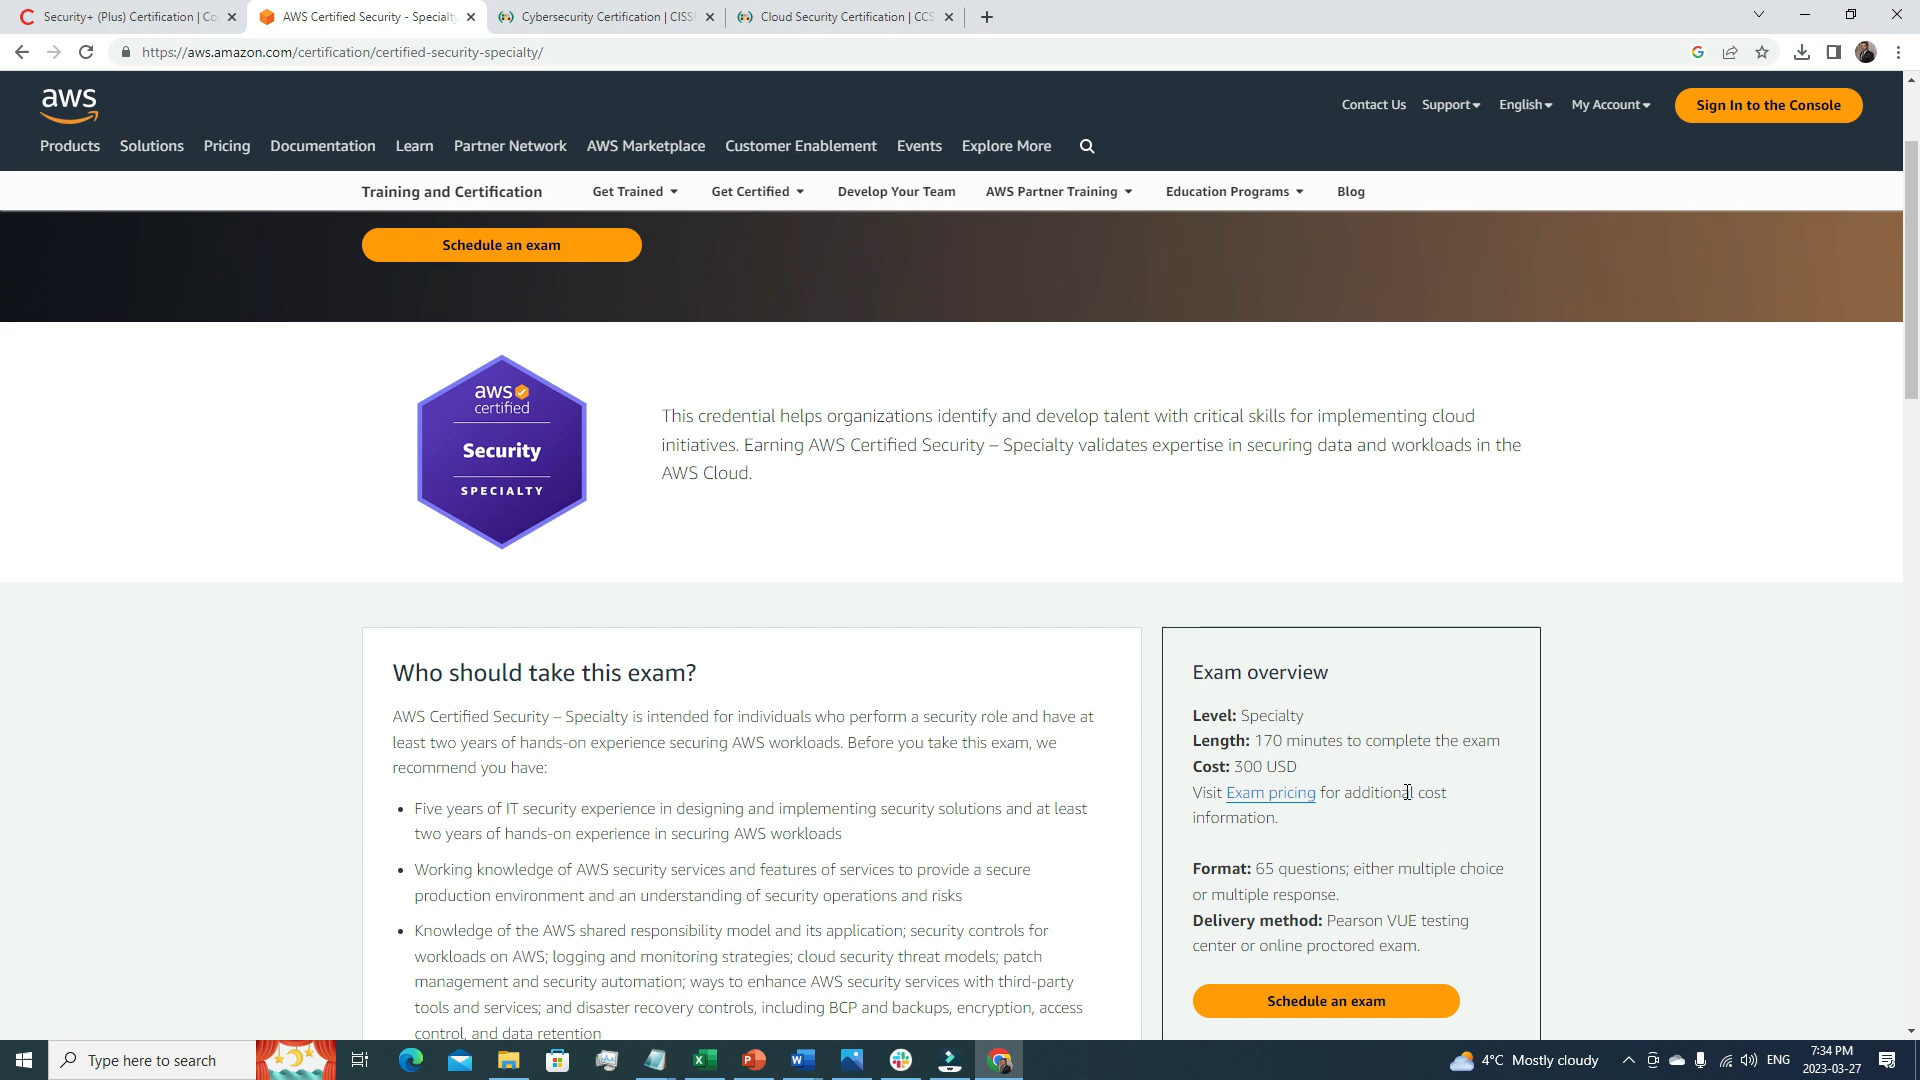 Security+ (Plus) Certification | Co
AWS Certified Security - Specialty
Cybersecurity Certification | CISS
Cloud Security Certification | CCS
https://aws.amazon.com/certification/certified-security-specialty/
aws
Contact Us
Support
English
My Account
Sign In to the Console
Products
Solutions
Pricing
Documentation
Learn
Partner Network
AWS Marketplace
Customer Enablement
Events
Explore More
Training and Certification
Get Trained
Get Certified
Develop Your Team
AWS Partner Training
Education Programs
Blog
Schedule an exam
aws
certified
Security
SPECIALTY
This credential helps organizations identify and develop talent with critical skills for implementing cloud
initiatives. Earning AWS Certified Security – Specialty validates expertise in securing data and workloads in the
AWS Cloud.
Who should take this exam?
AWS Certified Security – Specialty is intended for individuals who perform a security role and have at
least two years of hands-on experience securing AWS workloads. Before you take this exam, we
recommend you have:
• Five years of IT security experience in designing and implementing security solutions and at least
two years of hands-on experience in securing AWS workloads
• Working knowledge of AWS security services and features of services to provide a secure
production environment and an understanding of security operations and risks
• Knowledge of the AWS shared responsibility model and its application; security controls for
workloads on AWS; logging and monitoring strategies; cloud security threat models; patch
management and security automation; ways to enhance AWS security services with third-party
tools and services; and disaster recovery controls, including BCP and backups, encryption, access
control, and data retention
Exam overview
Level: Specialty
Length: 170 minutes to complete the exam
Cost: 300 USD
Visit Exam pricing for additional cost
information.
Format: 65 questions; either multiple choice
or multiple response.
Delivery method: Pearson VUE testing
center or online proctored exam.
Schedule an exam
Type here to search
4°C Mostly cloudy
ENG
7:34 PM
2023-03-27